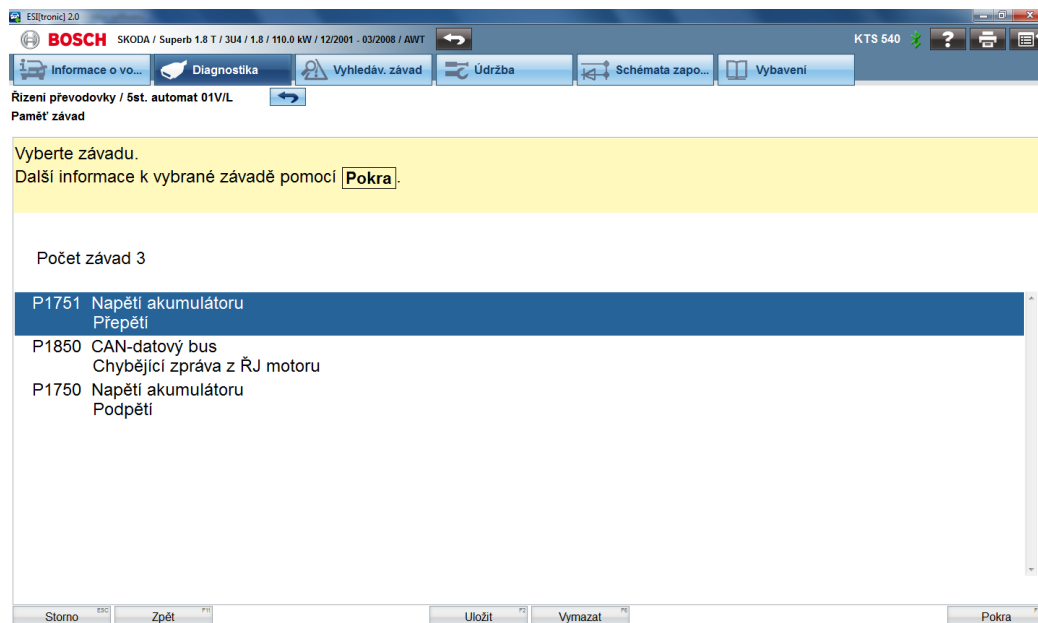 ESI[tronic] 2.0
BOSCH SKODA / Superb 1.8 T / 3U4 / 1.8 / 110.0 kW / 12/2001 - 03/2008 / AWT KTS 540 ?
Informace o vo... Diagnostika Vyhledáv. závad Údržba Schémata zapo... Vybavení
Řízení převodovky / 5st. automat 01V/L
Paměť závad
Vyberte závadu.
Další informace k vybrané závadě pomocí Pokra.
Počet závad 3
P1751 Napětí akumulátoru
Přepětí
P1850 CAN-datový bus
Chybějící zpráva z ŘJ motoru
P1750 Napětí akumulátoru
Podpětí
Storno ESC Zpět F11 Uložit F2 Vymazat Pokra